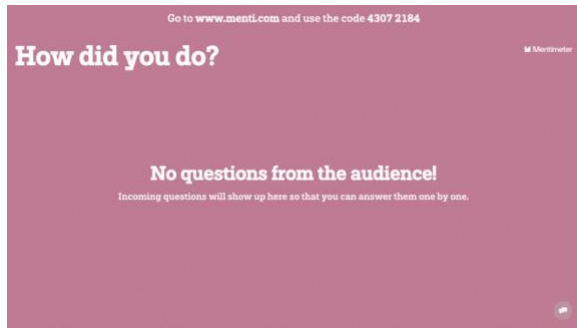 Go to www.menti.com and use the code 4307 2184
How did you do?
Mentimeter
No questions from the audience!
Incoming questions will show up here so that you can answer them one by one.